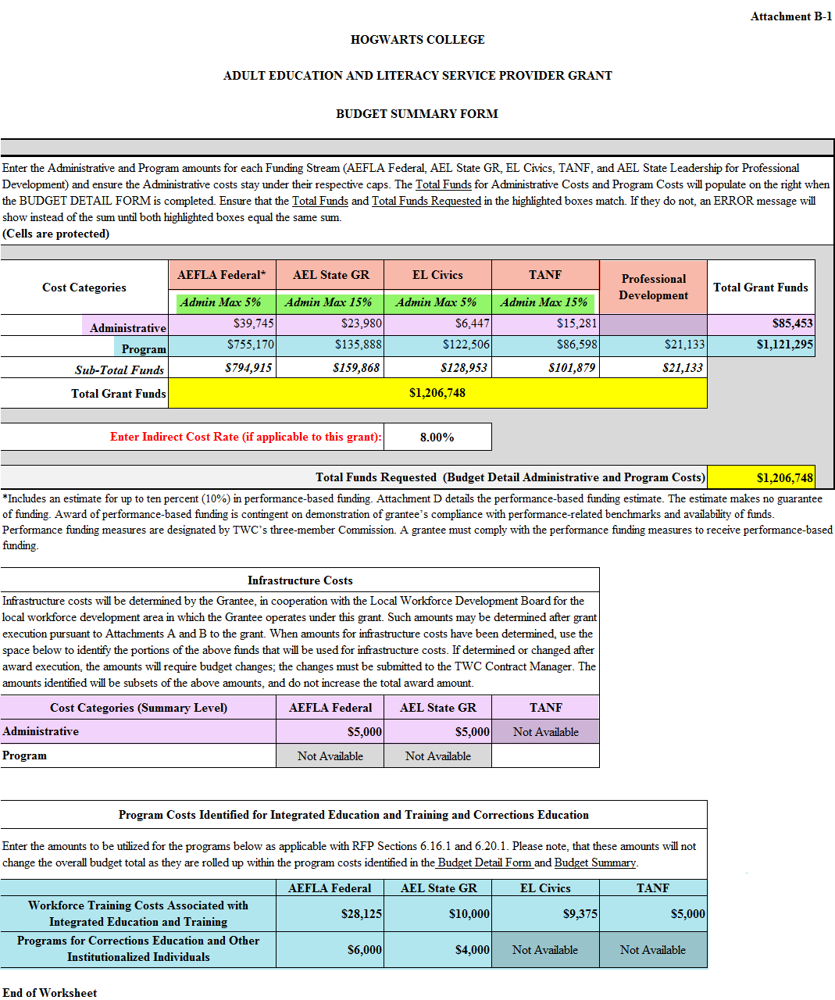 Attachment B-1
HOGWARTS COLLEGE
ADULT EDUCATION AND LITERACY SERVICE PROVIDER GRANT
BUDGET SUMMARY FORM
Enter the Administrative and Program amounts for each Funding Stream (AEFLA Federal, AEL State GR, EL Civics, TANF, and AEL State Leadership for Professional
Development) and ensure the Administrative costs stay under their respective caps. The Total Funds for Administrative Costs and Program Costs will populate on the right when
the BUDGET DETAIL FORM is completed. Ensure that the Total Funds and Total Funds Requested in the highlighted boxes match. If they do not, an ERROR message will
show instead of the sum until both highlighted boxes equal the same sum.
(Cells are protected)
Cost Categories AEFLA Federal* AEL State GR EL Civics TANF Professional Development Total Grant Funds
Admin Max 5% Admin Max 15% Admin Max 5% Admin Max 15%
Administrative $39,745 $23,980 $6,447 $15,281 $85,453
Program $755,170 $135,888 $122,506 $86,598 $21,133 $1,121,295
Sub-Total Funds $794,915 $159,868 $128,953 $101,879 $21,133
Total Grant Funds $1,206,748
Enter Indirect Cost Rate (if applicable to this grant): 8.00%
Total Funds Requested (Budget Detail Administrative and Program Costs) $1,206,748
*Includes an estimate for up to ten percent (10%) in performance-based funding. Attachment D details the performance-based funding estimate. The estimate makes no guarantee
of funding. Award of performance-based funding is contingent on demonstration of grantee's compliance with performance-related benchmarks and availability of funds.
Performance funding measures are designated by TWC's three-member Commission. A grantee must comply with the performance funding measures to receive performance-based
funding.
Infrastructure Costs
Infrastructure costs will be determined by the Grantee, in cooperation with the Local Workforce Development Board for the
local workforce development area in which the Grantee operates under this grant. Such amounts may be determined after grant
execution pursuant to Attachments A and B to the grant. When amounts for infrastructure costs have been determined, use the
space below to identify the portions of the above funds that will be used for infrastructure costs. If determined or changed after
award execution, the amounts will require budget changes; the changes must be submitted to the TWC Contract Manager. The
amounts identified will be subsets of the above amounts, and do not increase the total award amount.
Cost Categories (Summary Level) AEFLA Federal AEL State GR TANF
Administrative $5,000 $5,000 Not Available
Program Not Available Not Available
Program Costs Identified for Integrated Education and Training and Corrections Education
Enter the amounts to be utilized for the programs below as applicable with RFP Sections 6.16.1 and 6.20.1. Please note, that these amounts will not
change the overall budget total as they are rolled up within the program costs identified in the Budget Detail Form and Budget Summary.
AEFLA Federal AEL State GR EL Civics TANF
Workforce Training Costs Associated with
Integrated Education and Training $28,125 $10,000 $9,375 $5,000
Programs for Corrections Education and Other
Institutionalized Individuals $6,000 $4,000 Not Available Not Available
End of Worksheet